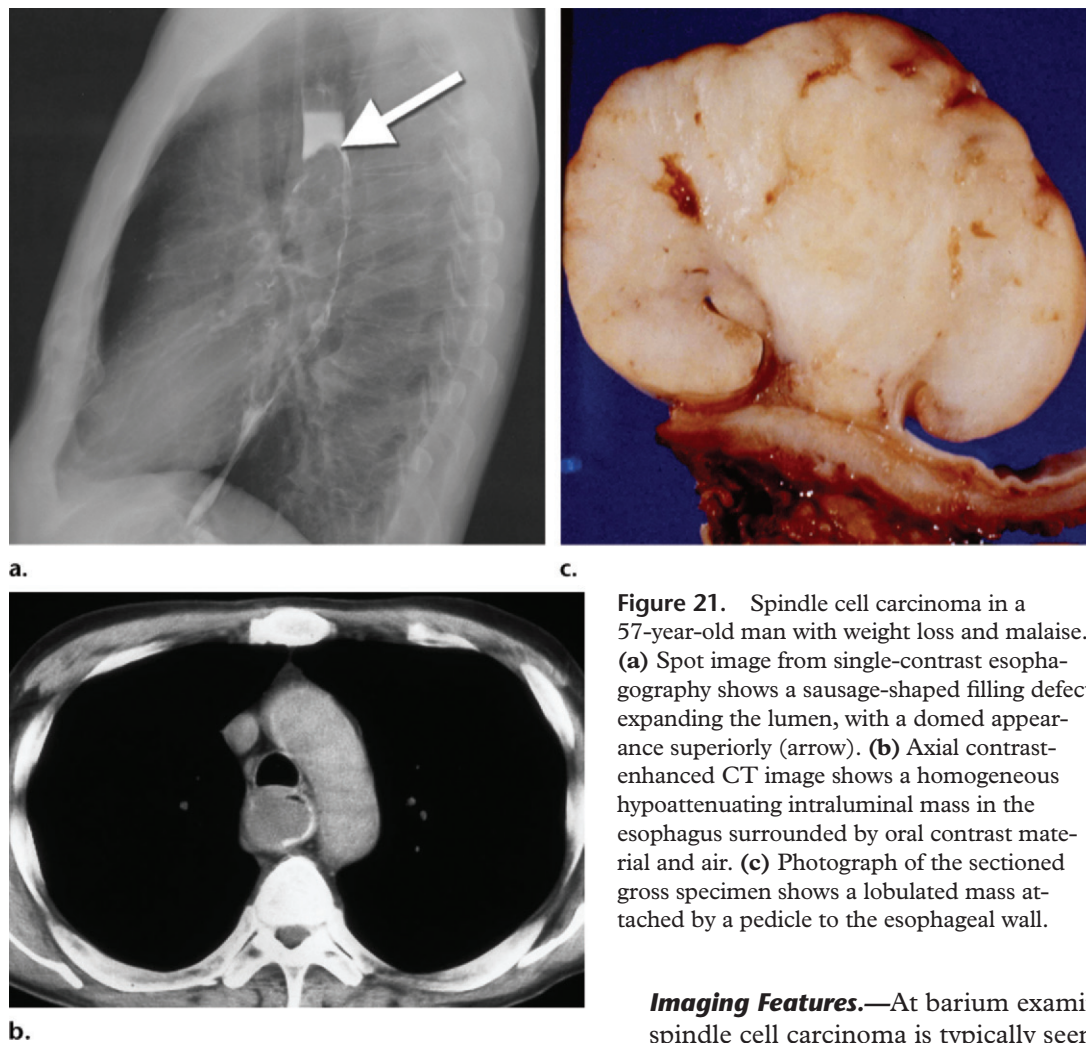 a.
c.
Figure 21. Spindle cell carcinoma in a
57-year-old man with weight loss and malaise.
(a) Spot image from single-contrast esopha-
gography shows a sausage-shaped filling defect
expanding the lumen, with a domed appear-
ance superiorly (arrow). (b) Axial contrast-
enhanced CT image shows a homogeneous
hypoattenuating intraluminal mass in the
esophagus surrounded by oral contrast mate-
rial and air. (c) Photograph of the sectioned
gross specimen shows a lobulated mass at-
tached by a pedicle to the esophageal wall.
b.
Imaging Features.—At barium exami
spindle cell carcinoma is typically seen